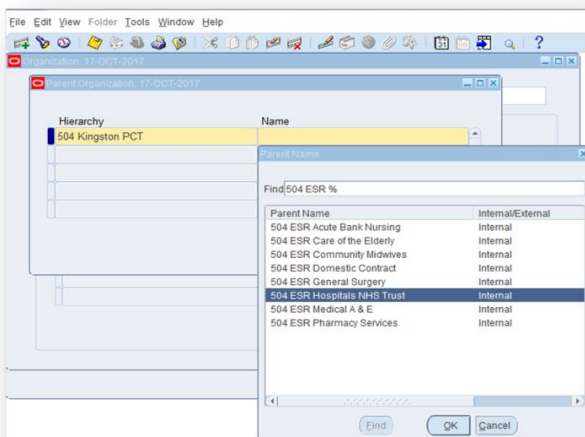 File Edit View Folder Tools Window Help
Organization: 17-OCT-2017
Parent Organization: 17-OCT-2017
Hierarchy Name
504 Kingston PCT
Parent Name
Find 504 ESR %
Parent Name Internal/External
504 ESR Acute Bank Nursing Internal
504 ESR Care of the Elderly Internal
504 ESR Community Midwives Internal
504 ESR Domestic Contract Internal
504 ESR General Surgery Internal
504 ESR Hospitals NHS Trust Internal
504 ESR Medical A & E Internal
504 ESR Pharmacy Services Internal
Find OK Cancel